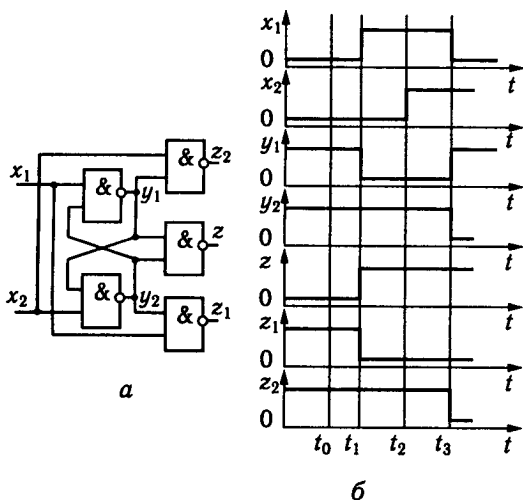 x₁
x₂
&
y₁
&
y₂
&
z₂
&
z
&
z₁
а
x₁
0
t
x₂
0
t
y₁
0
t
y₂
0
t
z
0
t
z₁
0
t
z₂
0
t₀ t₁ t₂ t₃ t
б